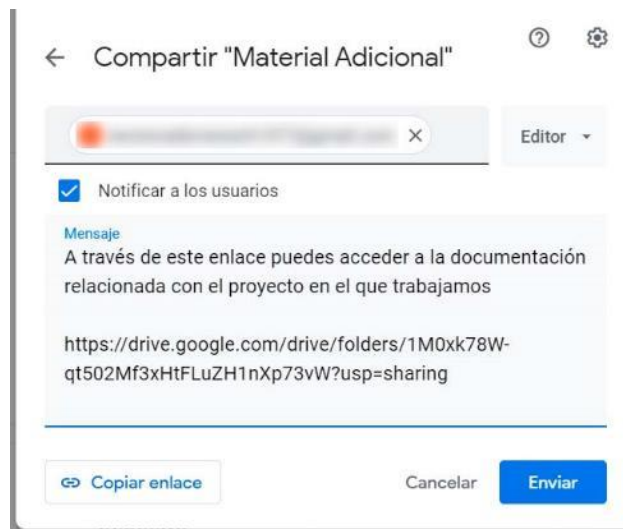 Compartir "Material Adicional"
Editor
Notificar a los usuarios
Mensaje
A través de este enlace puedes acceder a la documentación
relacionada con el proyecto en el que trabajamos
https://drive.google.com/drive/folders/1M0xk78W-
qt502Mf3xHtFLuZH1nXp73vW?usp=sharing
Copiar enlace
Cancelar
Enviar